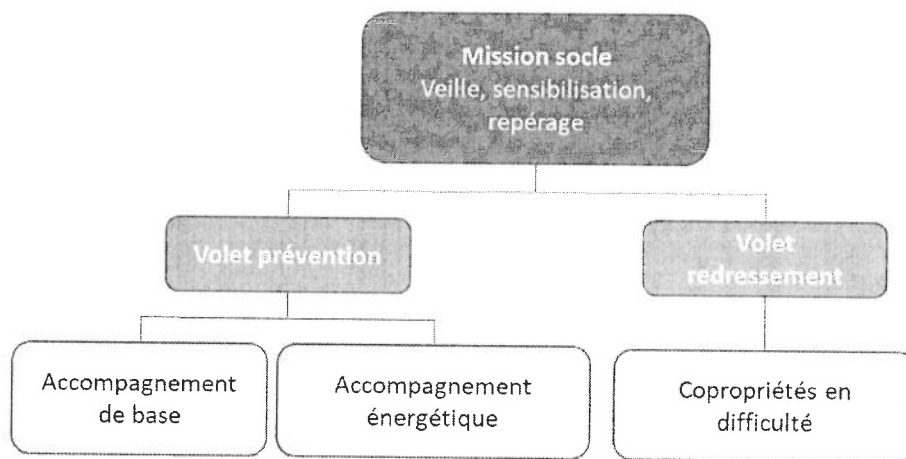 Mission socle
Veille, sensibilisation,
repérage
Volet prévention
Volet
redressement
Accompagnement
de base
Accompagnement
énergétique
Copropriétés en
difficulté